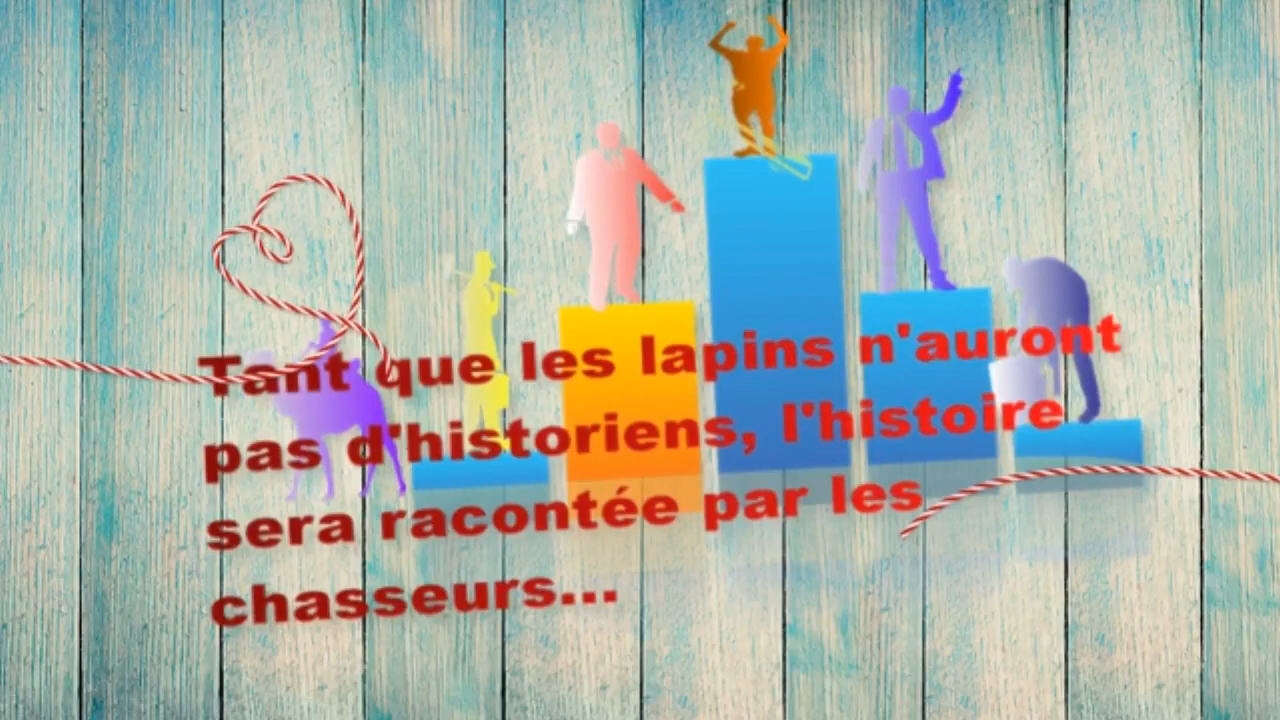 Tant que les lapins n'auront
pas d'historiens, l'histoire
sera racontée par les
chasseurs...